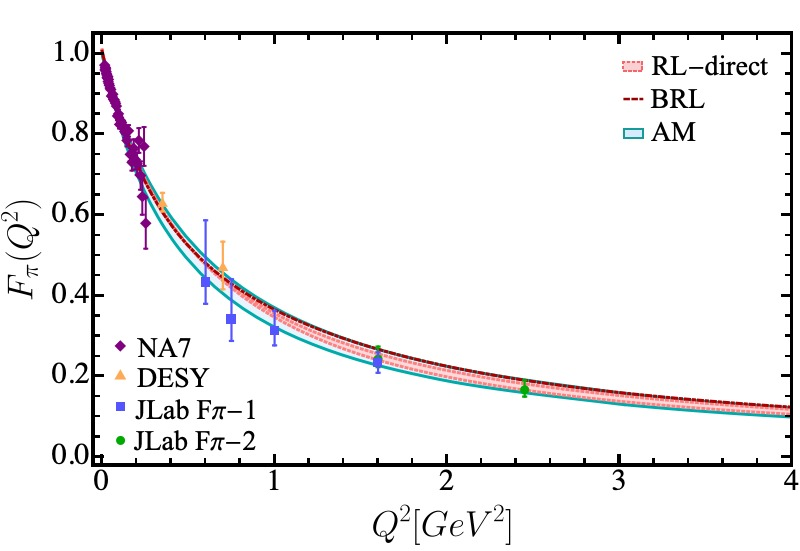 1.0
0.8
0.6
0.4
0.2
0.0
Fπ(Q²)
RL−direct
BRL
AM
NA7
DESY
JLab Fπ−1
JLab Fπ−2
0 1 2 3 4
Q²[GeV²]